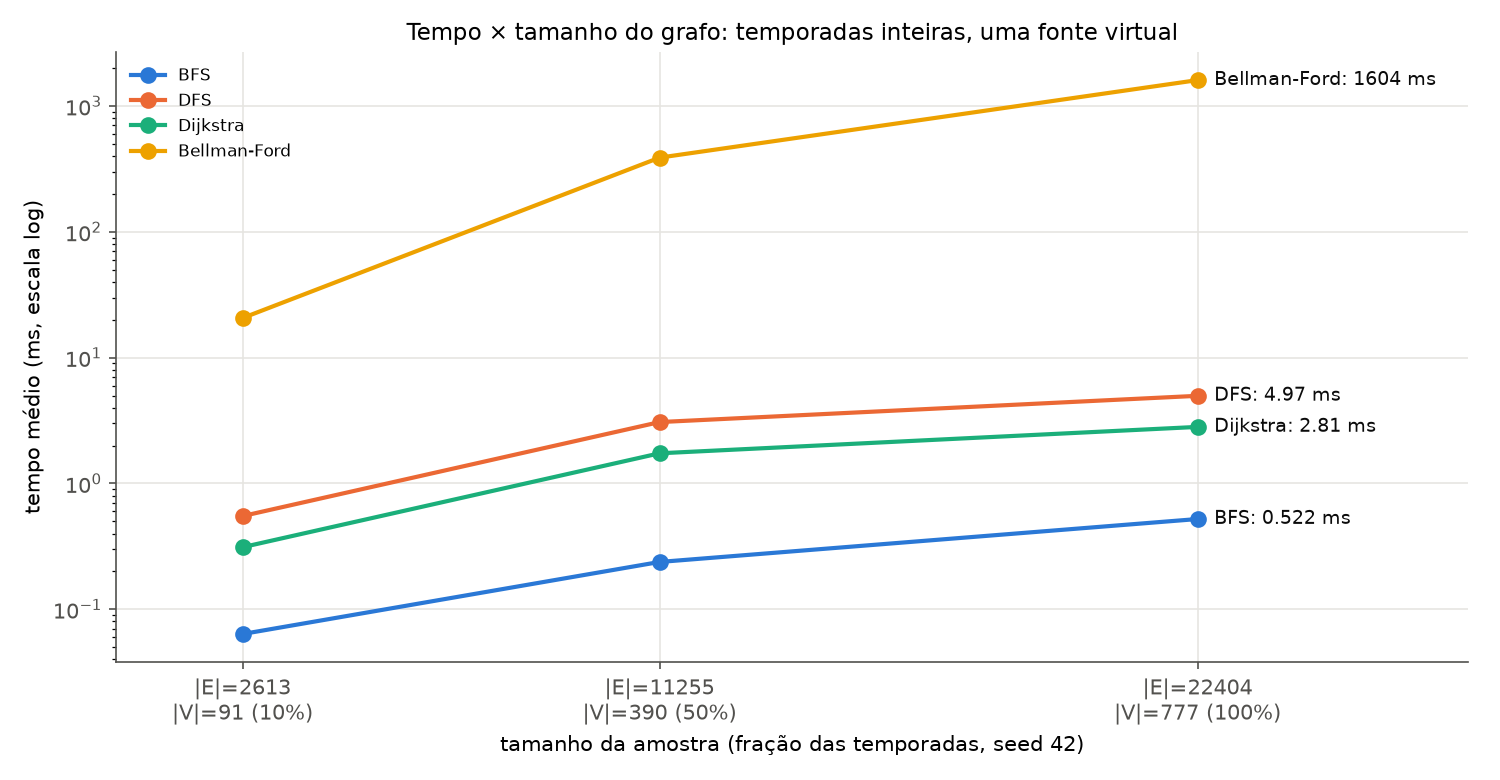 Tempo × tamanho do grafo: temporadas inteiras, uma fonte virtual
BFS
DFS
Dijkstra
Bellman-Ford
tempo médio (ms, escala log)
10³
10²
10¹
10⁰
10⁻¹
Bellman-Ford: 1604 ms
DFS: 4.97 ms
Dijkstra: 2.81 ms
BFS: 0.522 ms
|E|=2613
|V|=91 (10%)
|E|=11255
|V|=390 (50%)
|E|=22404
|V|=777 (100%)
tamanho da amostra (fração das temporadas, seed 42)